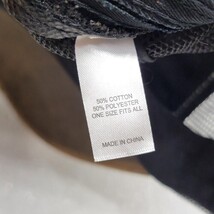 50% COTTON
50% POLYESTER
ONE SIZE FITS ALL
MADE IN CHINA